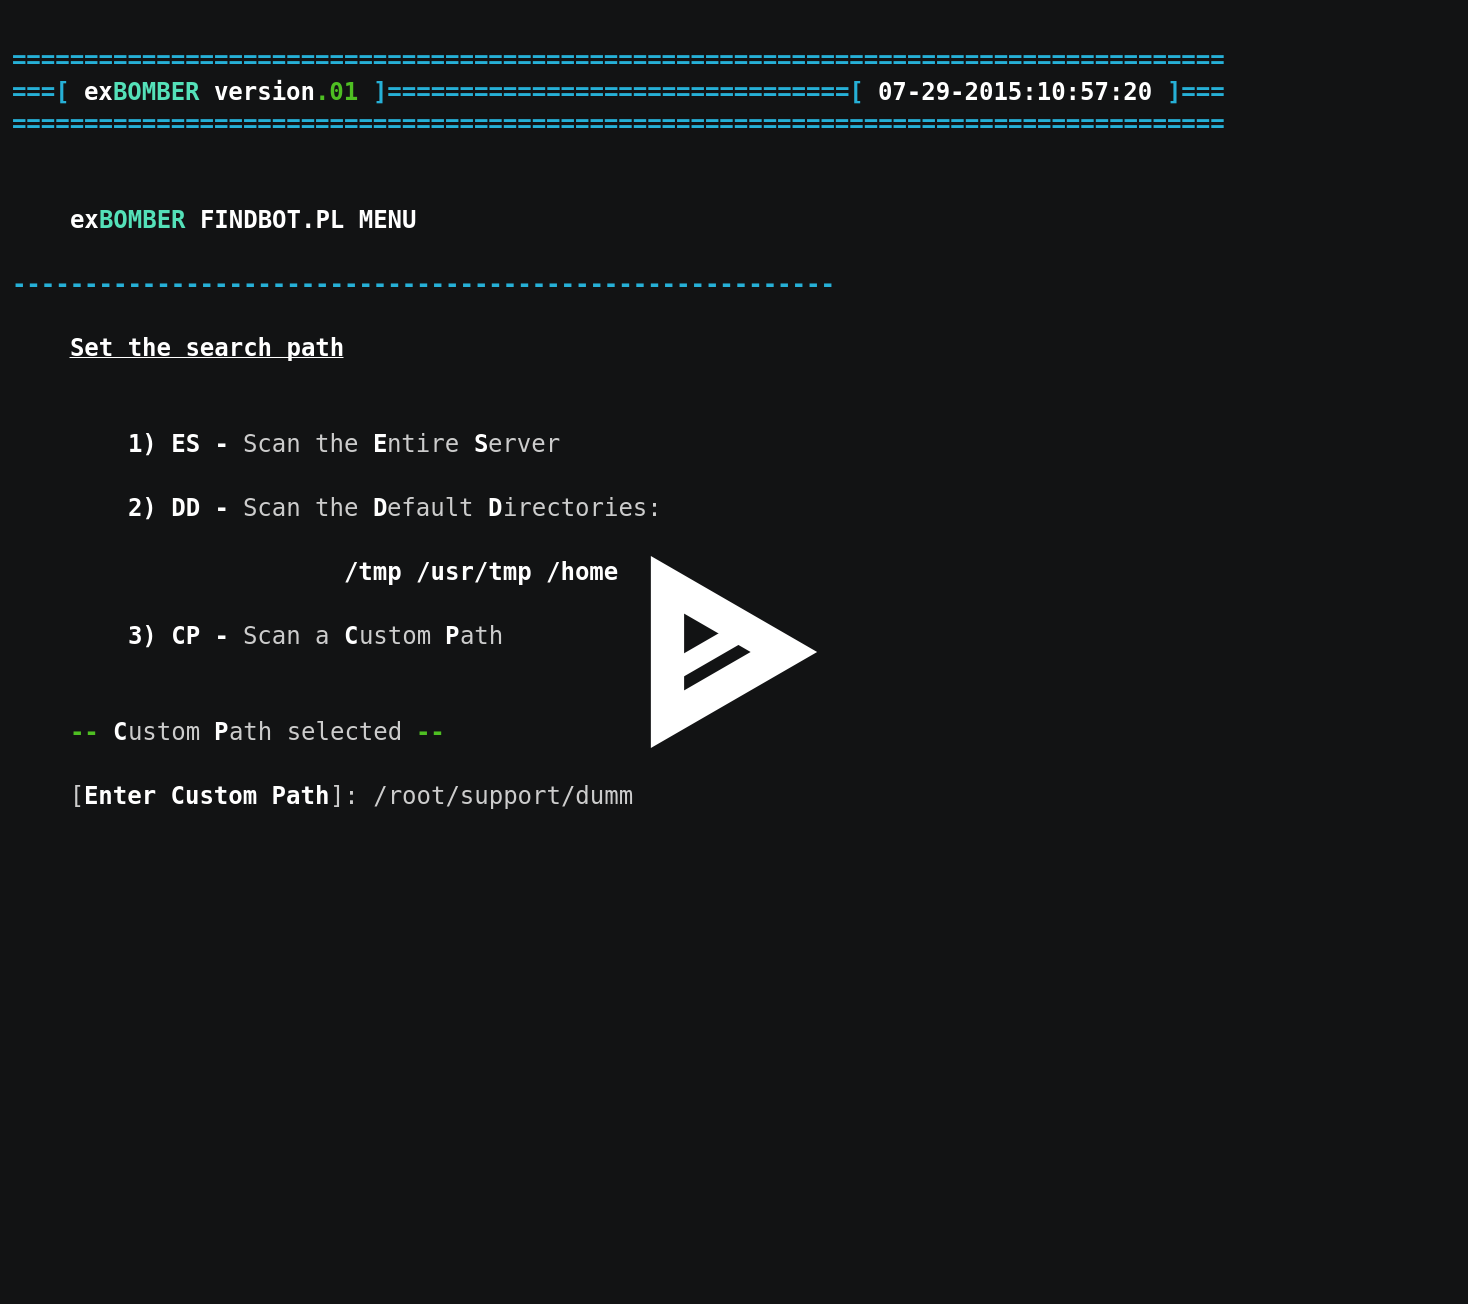 ====================================================================================
===[ exBOMBER version.01 ]================================[ 07-29-2015:10:57:20 ]===
====================================================================================
exBOMBER FINDBOT.PL MENU
---------------------------------------------------------
Set the search path
1) ES - Scan the Entire Server
2) DD - Scan the Default Directories:
/tmp /usr/tmp /home
3) CP - Scan a Custom Path
-- Custom Path selected --
[Enter Custom Path]: /root/support/dumm